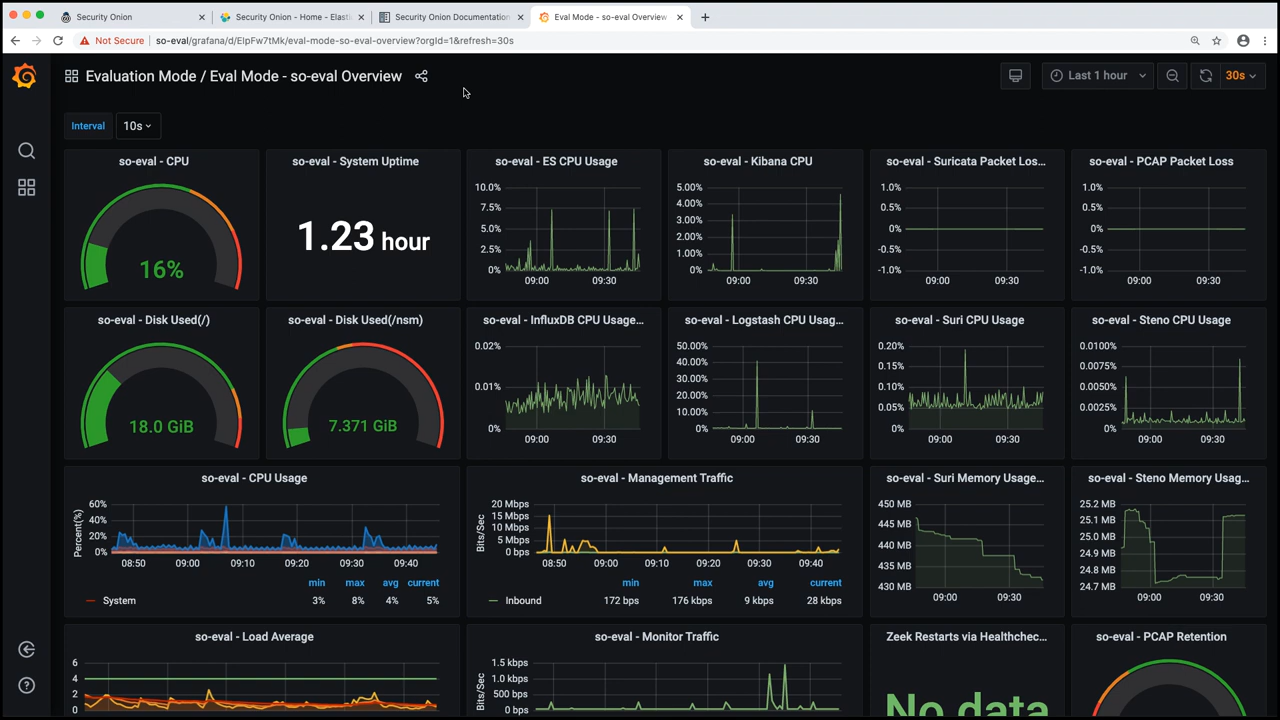 Security Onion
Security Onion - Home - Elasti
Security Onion Documentation
Eval Mode - so-eval Overview
Not Secure
so-eval/grafana/d/EIpFw7tMk/eval-mode-so-eval-overview?orgId=1&refresh=30s
Evaluation Mode / Eval Mode - so-eval Overview
Last 1 hour
30s
Interval
10s
so-eval - CPU
16%
so-eval - System Uptime
1.23 hour
so-eval - ES CPU Usage
10.0%
7.5%
5.0%
2.5%
0%
09:00 09:30
so-eval - Kibana CPU
5.00%
4.00%
3.00%
2.00%
1.00%
0%
09:00 09:30
so-eval - Suricata Packet Los...
1.0%
0.5%
0%
-0.5%
-1.0%
09:00 09:30
so-eval - PCAP Packet Loss
1.0%
0.5%
0%
-0.5%
-1.0%
09:00 09:30
so-eval - Disk Used(/)
18.0 GiB
so-eval - Disk Used(/nsm)
7.371 GiB
so-eval - InfluxDB CPU Usage...
0.02%
0.01%
0%
09:00 09:30
so-eval - Logstash CPU Usag...
50.00%
40.00%
30.00%
20.00%
10.00%
0%
09:00 09:30
so-eval - Suri CPU Usage
0.20%
0.15%
0.10%
0.05%
0%
09:00 09:30
so-eval - Steno CPU Usage
0.0100%
0.0075%
0.0050%
0.0025%
0%
09:00 09:30
so-eval - CPU Usage
Percent(%)
60%
40%
20%
0%
08:50 09:00 09:10 09:20 09:30 09:40
min max avg current
System 3% 8% 4% 5%
so-eval - Management Traffic
Bits/Sec
20 Mbps
15 Mbps
10 Mbps
5 Mbps
0 bps
08:50 09:00 09:10 09:20 09:30 09:40
min max avg current
Inbound 172 bps 176 kbps 9 kbps 28 kbps
so-eval - Suri Memory Usage...
450 MB
445 MB
440 MB
435 MB
430 MB
09:00 09:30
so-eval - Steno Memory Usag...
25.2 MB
25.1 MB
25.0 MB
24.9 MB
24.8 MB
24.7 MB
09:00 09:30
so-eval - Load Average
6
4
2
0
so-eval - Monitor Traffic
Bits/Sec
1.5 kbps
1.0 kbps
500 bps
0 bps
Zeek Restarts via Healthchec...
No data
so-eval - PCAP Retention